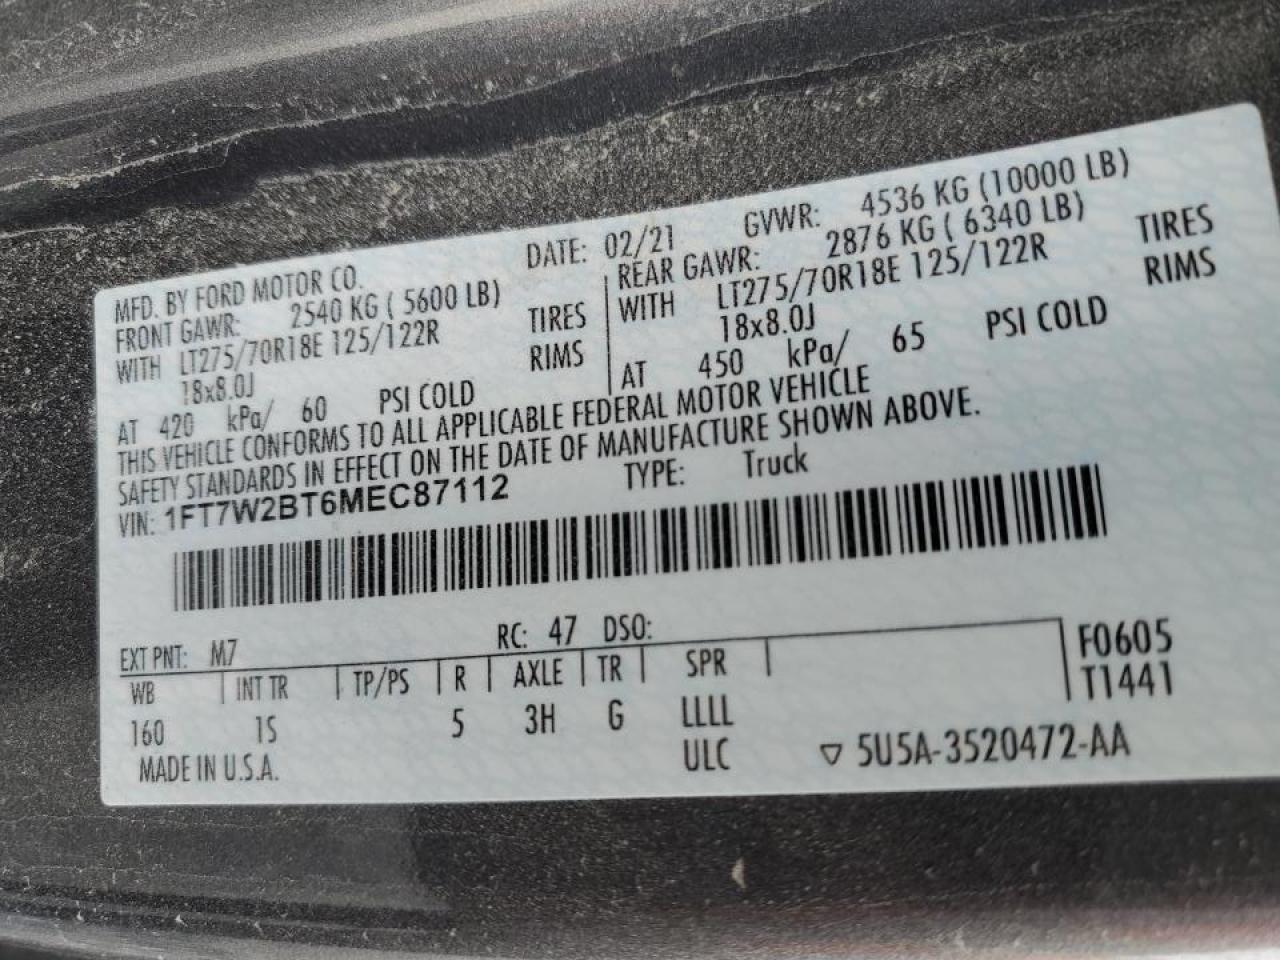 MFD. BY FORD MOTOR CO. DATE: 02/21 GVWR: 4536 KG (10000 LB)
FRONT GAWR: 2540 KG ( 5600 LB) REAR GAWR: 2876 KG ( 6340 LB)
WITH LT275/70R18E 125/122R TIRES WITH LT275/70R18E 125/122R TIRES
18x8.0J RIMS 18x8.0J RIMS
AT 420 kPa/ 60 PSI COLD AT 450 kPa/ 65 PSI COLD
THIS VEHICLE CONFORMS TO ALL APPLICABLE FEDERAL MOTOR VEHICLE
SAFETY STANDARDS IN EFFECT ON THE DATE OF MANUFACTURE SHOWN ABOVE.
VIN: 1FT7W2BT6MEC87112 TYPE: Truck
EXT PNT: M7 RC: 47 DSO: F0605
WB INT TR TP/PS R AXLE TR SPR T1441
160 1S 5 3H G LLLL
MADE IN U.S.A. ULC ▽ 5U5A-3520472-AA